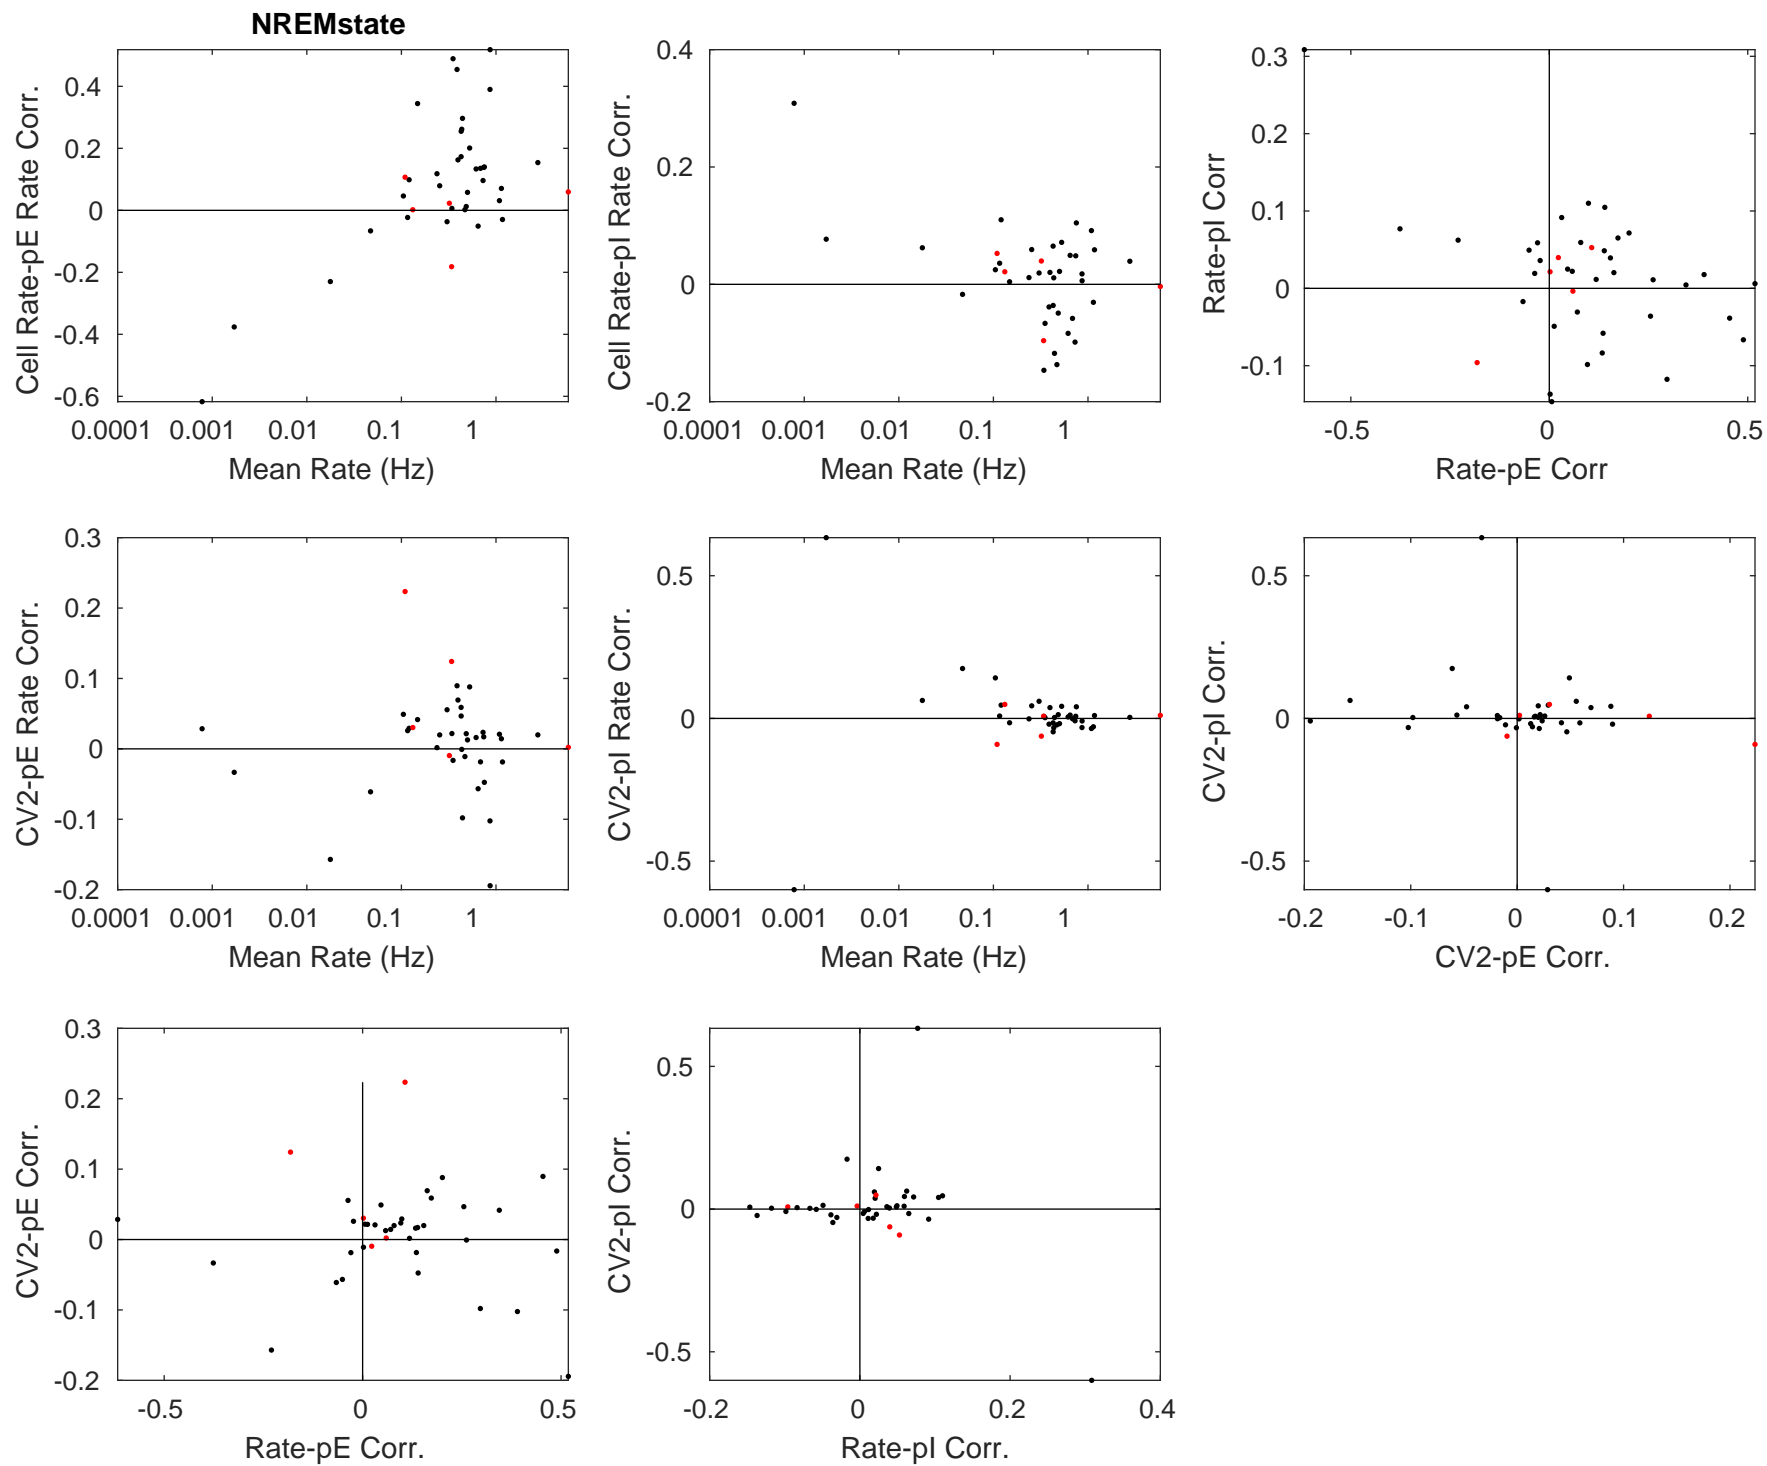 NREMstate
Cell Rate-pE Rate Corr.
0.4
0.2
0
-0.2
-0.4
-0.6
0.0001 0.001 0.01 0.1 1
Mean Rate (Hz)
Cell Rate-pI Rate Corr.
0.4
0.2
0
-0.2
0.0001 0.001 0.01 0.1 1
Mean Rate (Hz)
Rate-pI Corr
0.3
0.2
0.1
0
-0.1
-0.5 0 0.5
Rate-pE Corr
CV2-pE Rate Corr.
0.3
0.2
0.1
0
-0.1
-0.2
0.0001 0.001 0.01 0.1 1
Mean Rate (Hz)
CV2-pI Rate Corr.
0.5
0
-0.5
0.0001 0.001 0.01 0.1 1
Mean Rate (Hz)
CV2-pI Corr.
0.5
0
-0.5
-0.2 -0.1 0 0.1 0.2
CV2-pE Corr.
CV2-pE Corr.
0.3
0.2
0.1
0
-0.1
-0.2
-0.5 0 0.5
Rate-pE Corr.
CV2-pI Corr.
0.5
0
-0.5
-0.2 0 0.2 0.4
Rate-pI Corr.